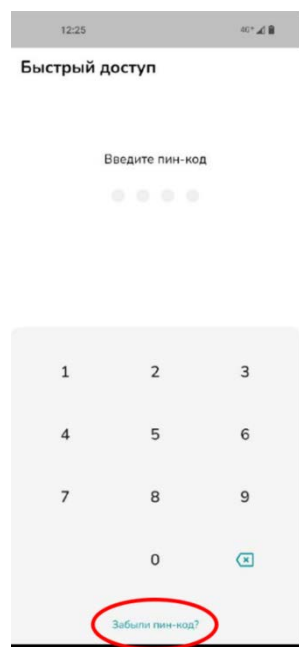 12:25
4G+
Быстрый доступ
Введите пин-код
1 2 3
4 5 6
7 8 9
0
Забыли пин-код?